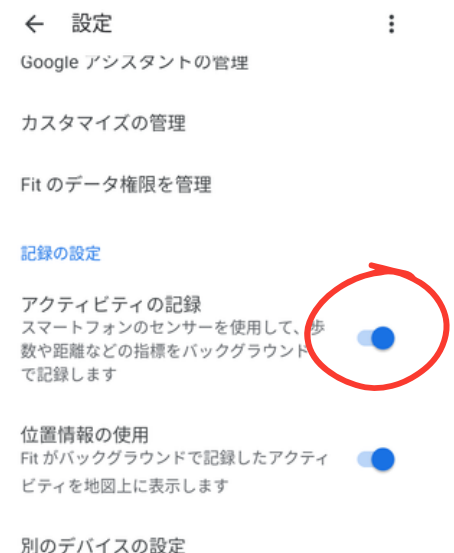 設定
Google アシスタントの管理
カスタマイズの管理
Fit のデータ権限を管理
記録の設定
アクティビティの記録
スマートフォンのセンサーを使用して、歩
数や距離などの指標をバックグラウンド
で記録します
位置情報の使用
Fit がバックグラウンドで記録したアクティ
ビティを地図上に表示します
別のデバイスの設定